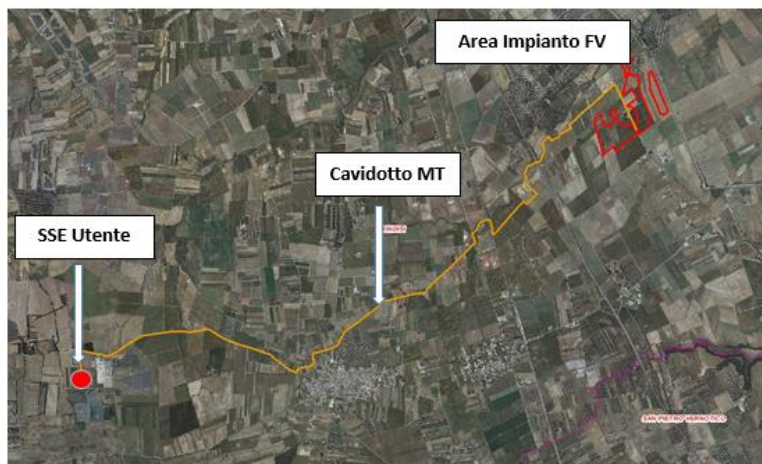 Area Impianto FV
Cavidotto MT
SSE Utente
SAN PIETRO VERNOTICO